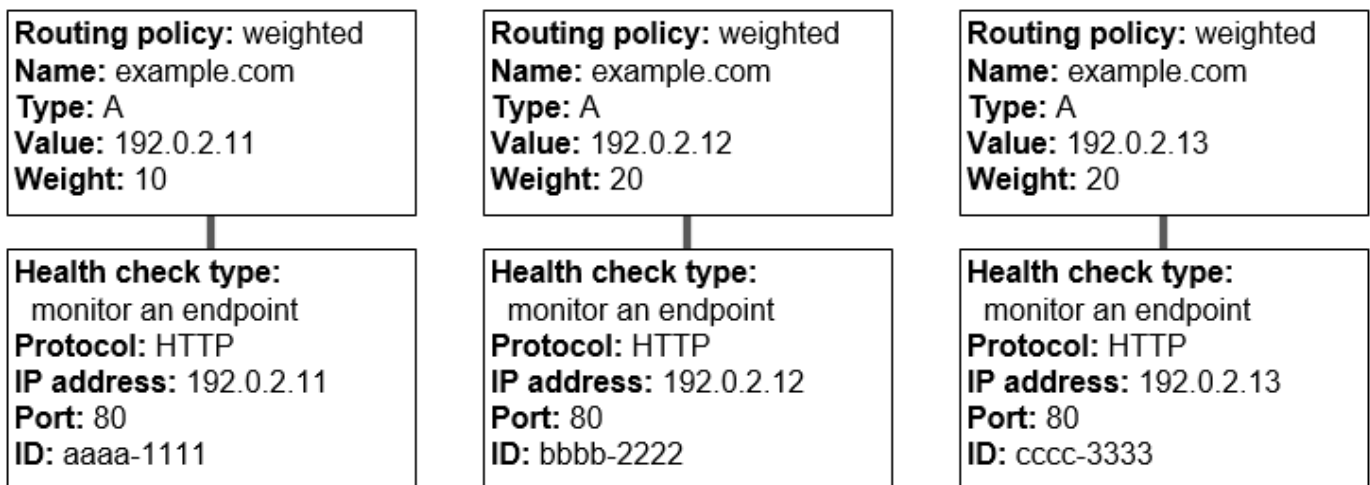 Routing policy: weighted
Name: example.com
Type: A
Value: 192.0.2.11
Weight: 10
Health check type:
monitor an endpoint
Protocol: HTTP
IP address: 192.0.2.11
Port: 80
ID: aaaa-1111
Routing policy: weighted
Name: example.com
Type: A
Value: 192.0.2.12
Weight: 20
Health check type:
monitor an endpoint
Protocol: HTTP
IP address: 192.0.2.12
Port: 80
ID: bbbb-2222
Routing policy: weighted
Name: example.com
Type: A
Value: 192.0.2.13
Weight: 20
Health check type:
monitor an endpoint
Protocol: HTTP
IP address: 192.0.2.13
Port: 80
ID: cccc-3333